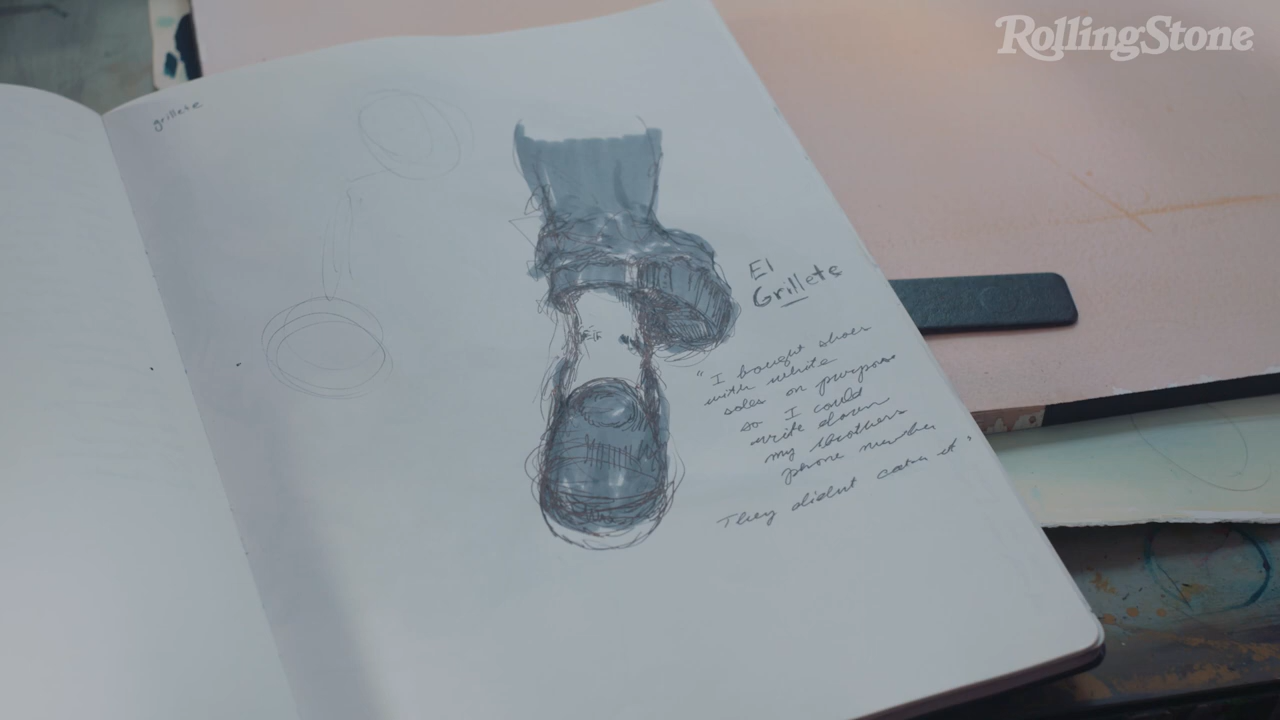 RollingStone
grillete
El
Grillete
"I bought shoes
with white
soles on purpose
so I could
write down
my brothers
phone number
They didnt catch it"